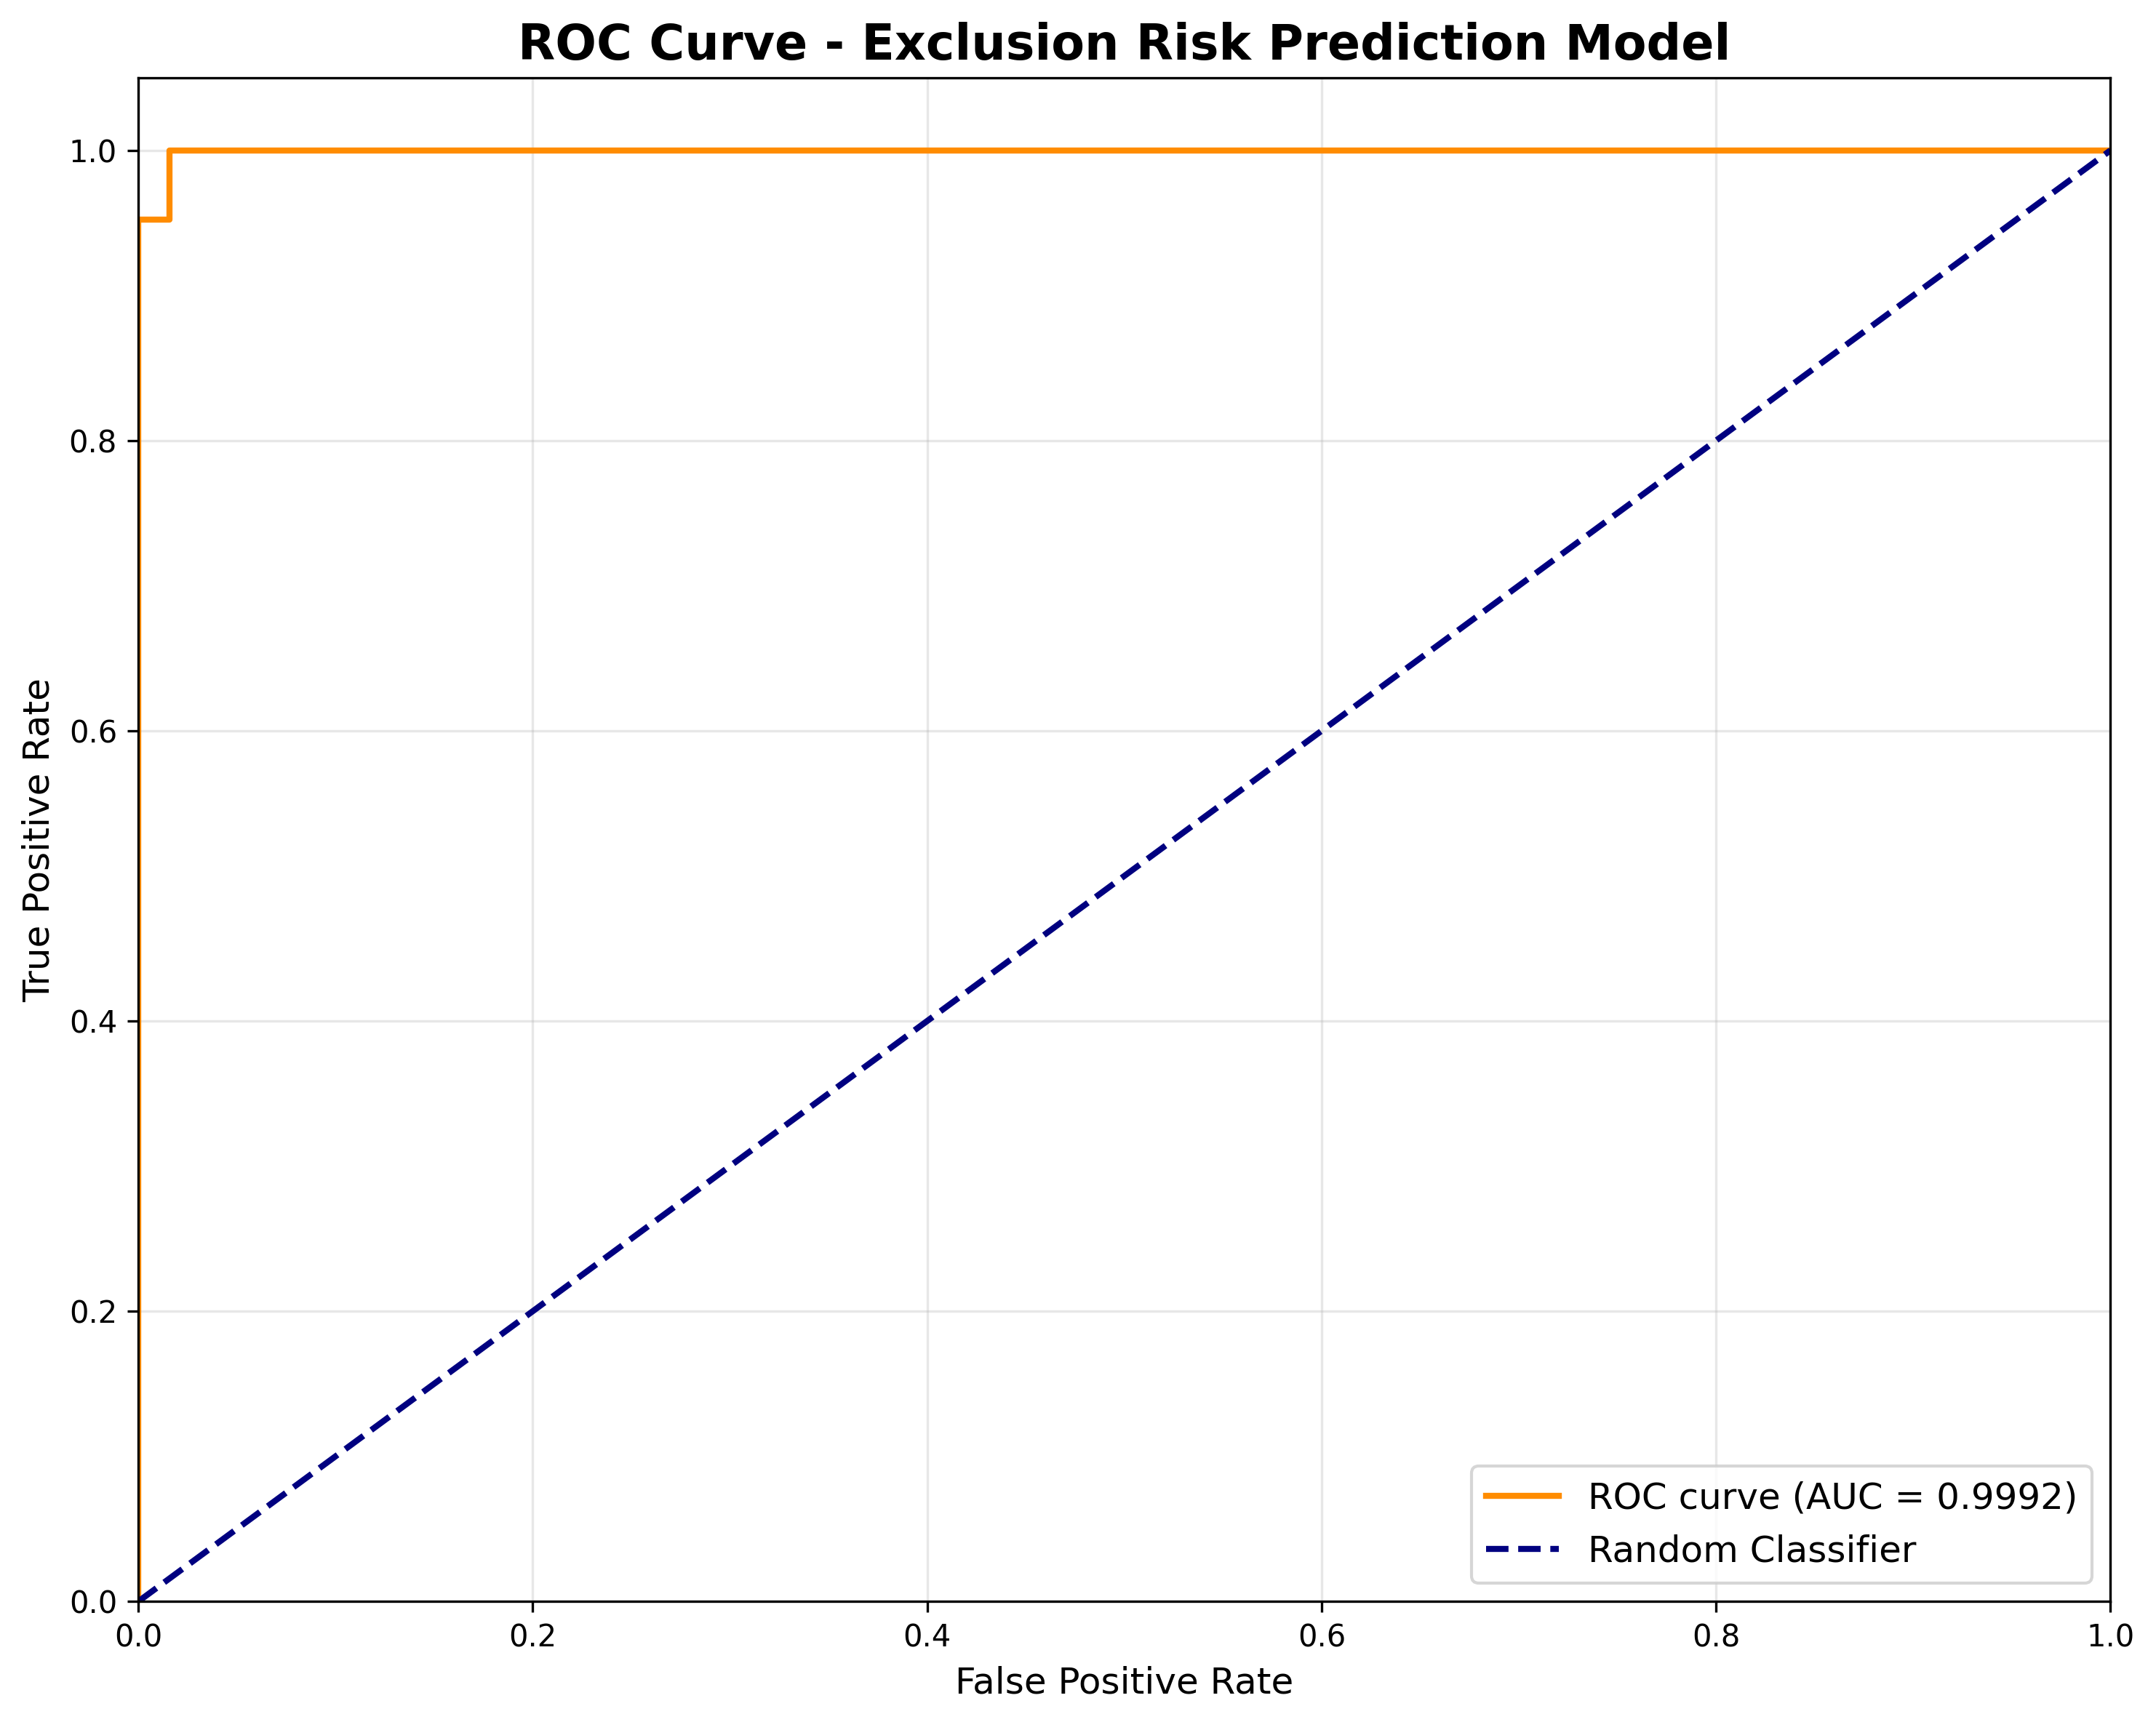 ROC Curve - Exclusion Risk Prediction Model
True Positive Rate
1.0
0.8
0.6
0.4
0.2
0.0
0.0 0.2 0.4 0.6 0.8 1.0
False Positive Rate
ROC curve (AUC = 0.9992)
Random Classifier